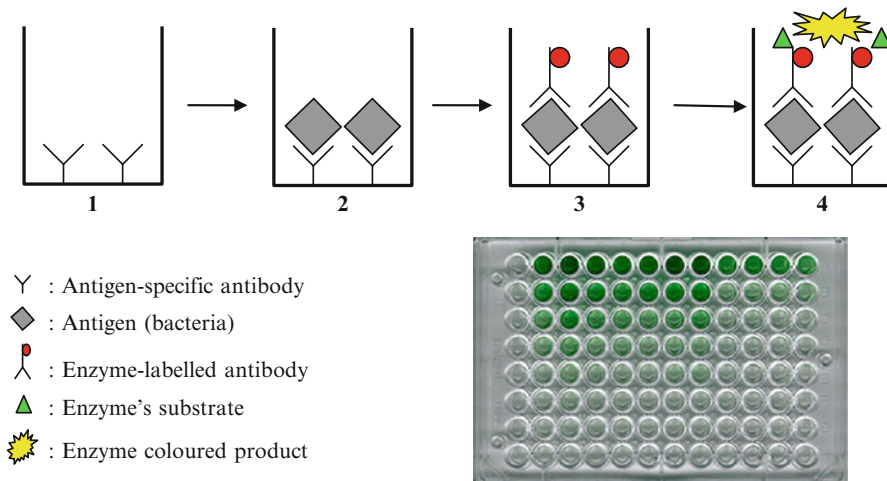 1
2
3
4
: Antigen-specific antibody
: Antigen (bacteria)
: Enzyme-labelled antibody
: Enzyme's substrate
: Enzyme coloured product